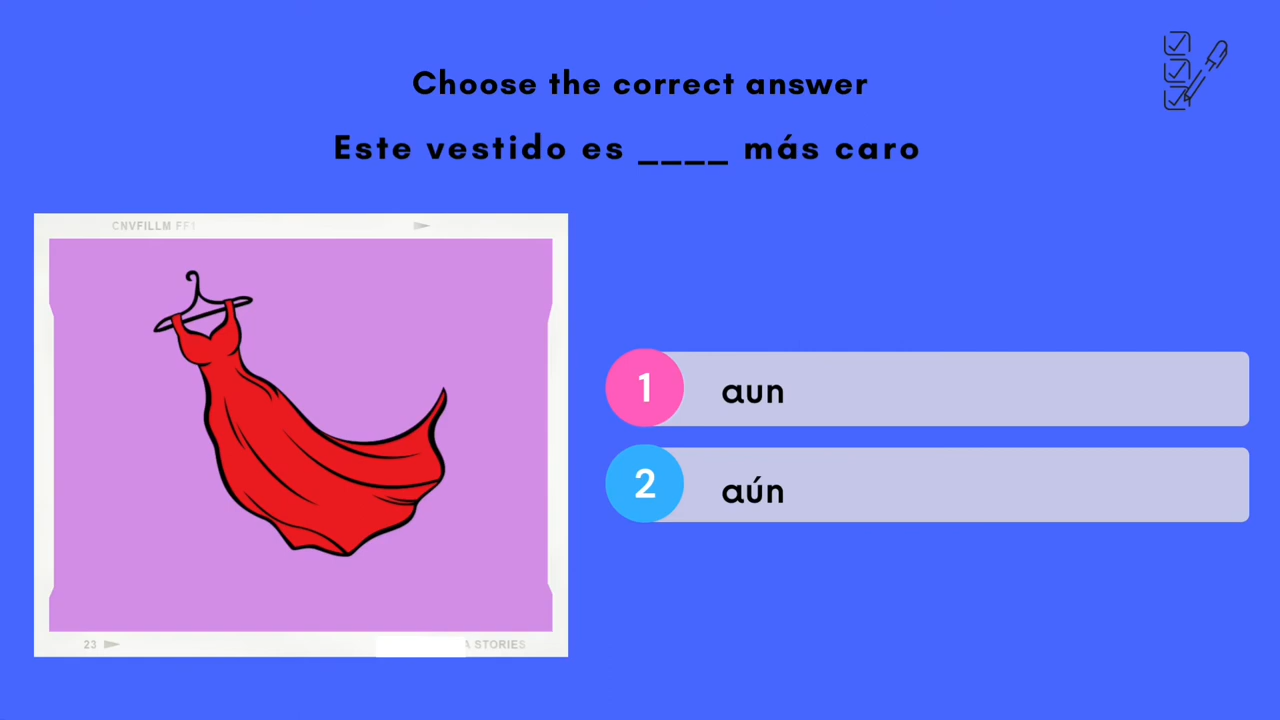 Choose the correct answer
Este vestido es ____ más caro
CNVFILLM FF1
1
aun
2
aún
23
A STORIES